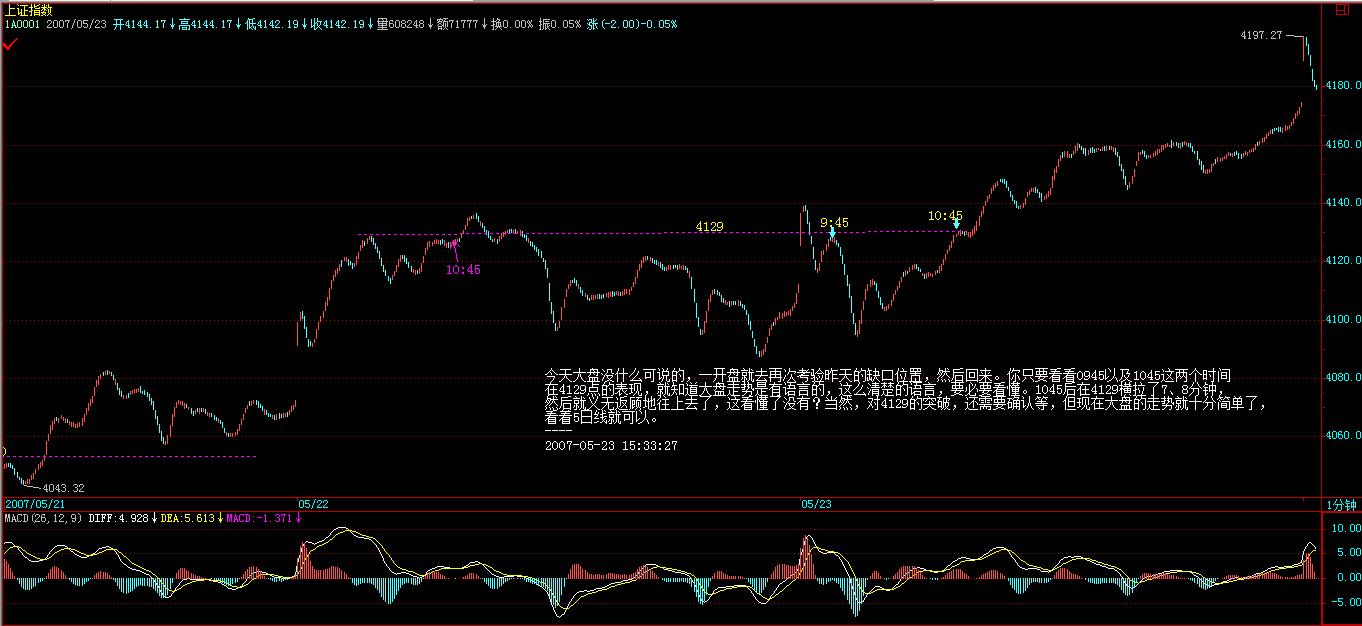 上证指数
1A0001 2007/05/23 开4144.17↓高4144.17↓低4142.19↓收4142.19↓量608248↓额71777↓换0.00% 振0.05% 涨(-2.00)-0.05%
4197.27
4180.0
4160.0
4140.0
4120.0
4100.0
4080.0
4060.0
4129
9:45
10:45
10:45
今天大盘没什么可说的，一开盘就去再次考验昨天的缺口位置，然后回来。你只要看看0945以及1045这两个时间
在4129点的表现，就知道大盘走势是有语言的，这么清楚的语言，要必要看懂。1045后在4129横拉了7、8分钟，
然后就义无返顾地往上去了，这看懂了没有？当然，对4129的突破，还需要确认等，但现在大盘的走势就十分简单了，
看看5日线就可以。
----
2007-05-23 15:33:27
4043.32
2007/05/21
05/22
05/23
1分钟
MACD(26,12,9) DIFF:4.928↓DEA:5.613↓MACD:-1.371↓
10.00
5.00
0.00
-5.00